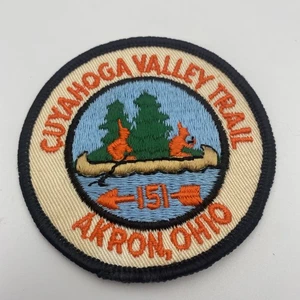 CUYAHOGA VALLEY TRAIL
151
AKRON, OHIO